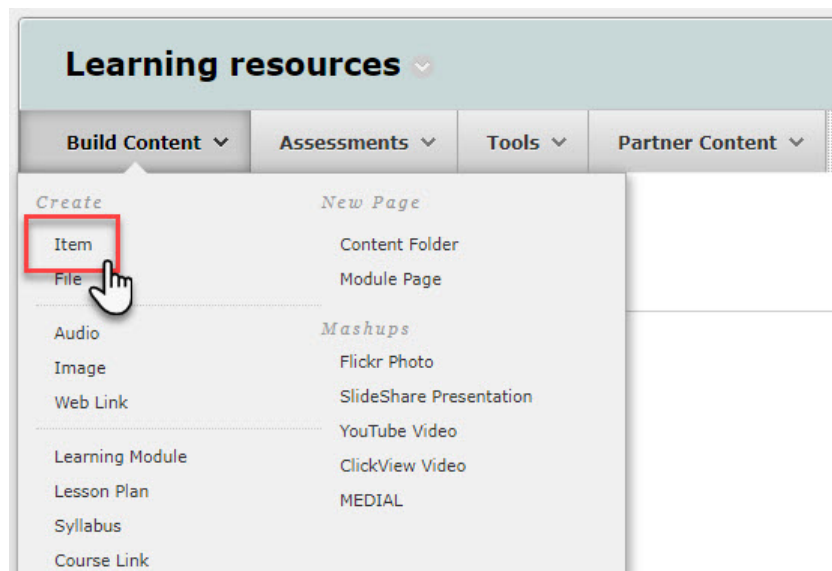 Learning resources
Build Content
Assessments
Tools
Partner Content
Create
Item
File
Audio
Image
Web Link
Learning Module
Lesson Plan
Syllabus
Course Link
New Page
Content Folder
Module Page
Mashups
Flickr Photo
SlideShare Presentation
YouTube Video
ClickView Video
MEDIAL